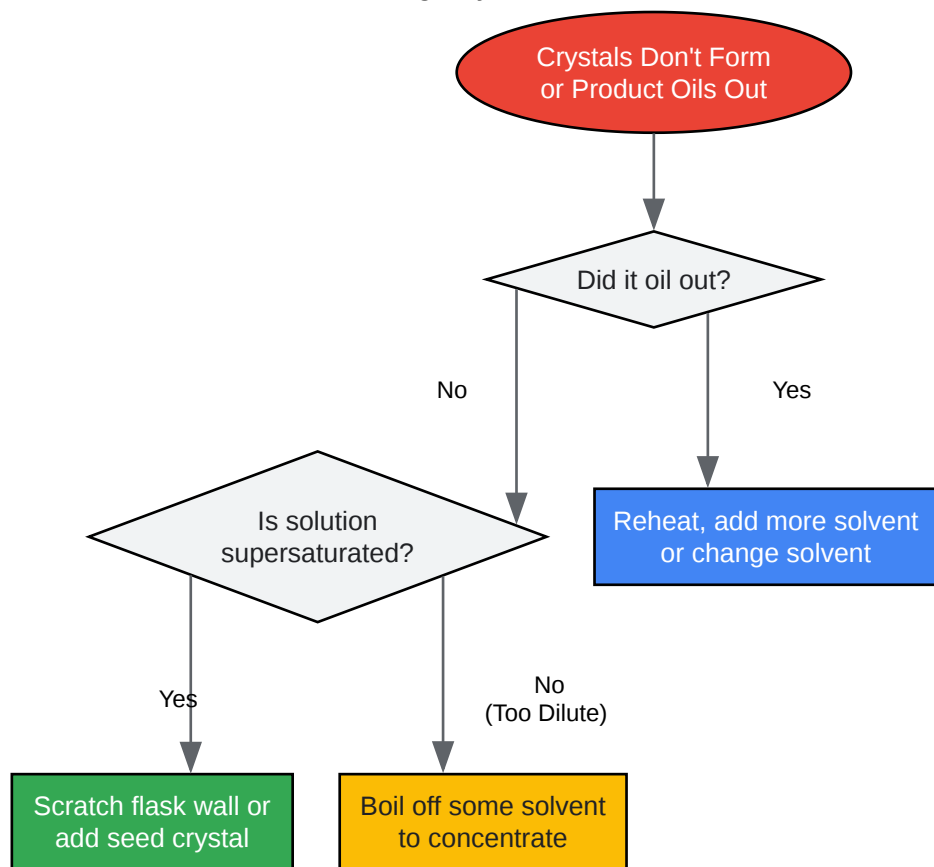 Crystals Don't Form
or Product Oils Out
Did it oil out?
No
Yes
Is solution
supersaturated?
Reheat, add more solvent
or change solvent
Yes
No
(Too Dilute)
Scratch flask wall or
add seed crystal
Boil off some solvent
to concentrate